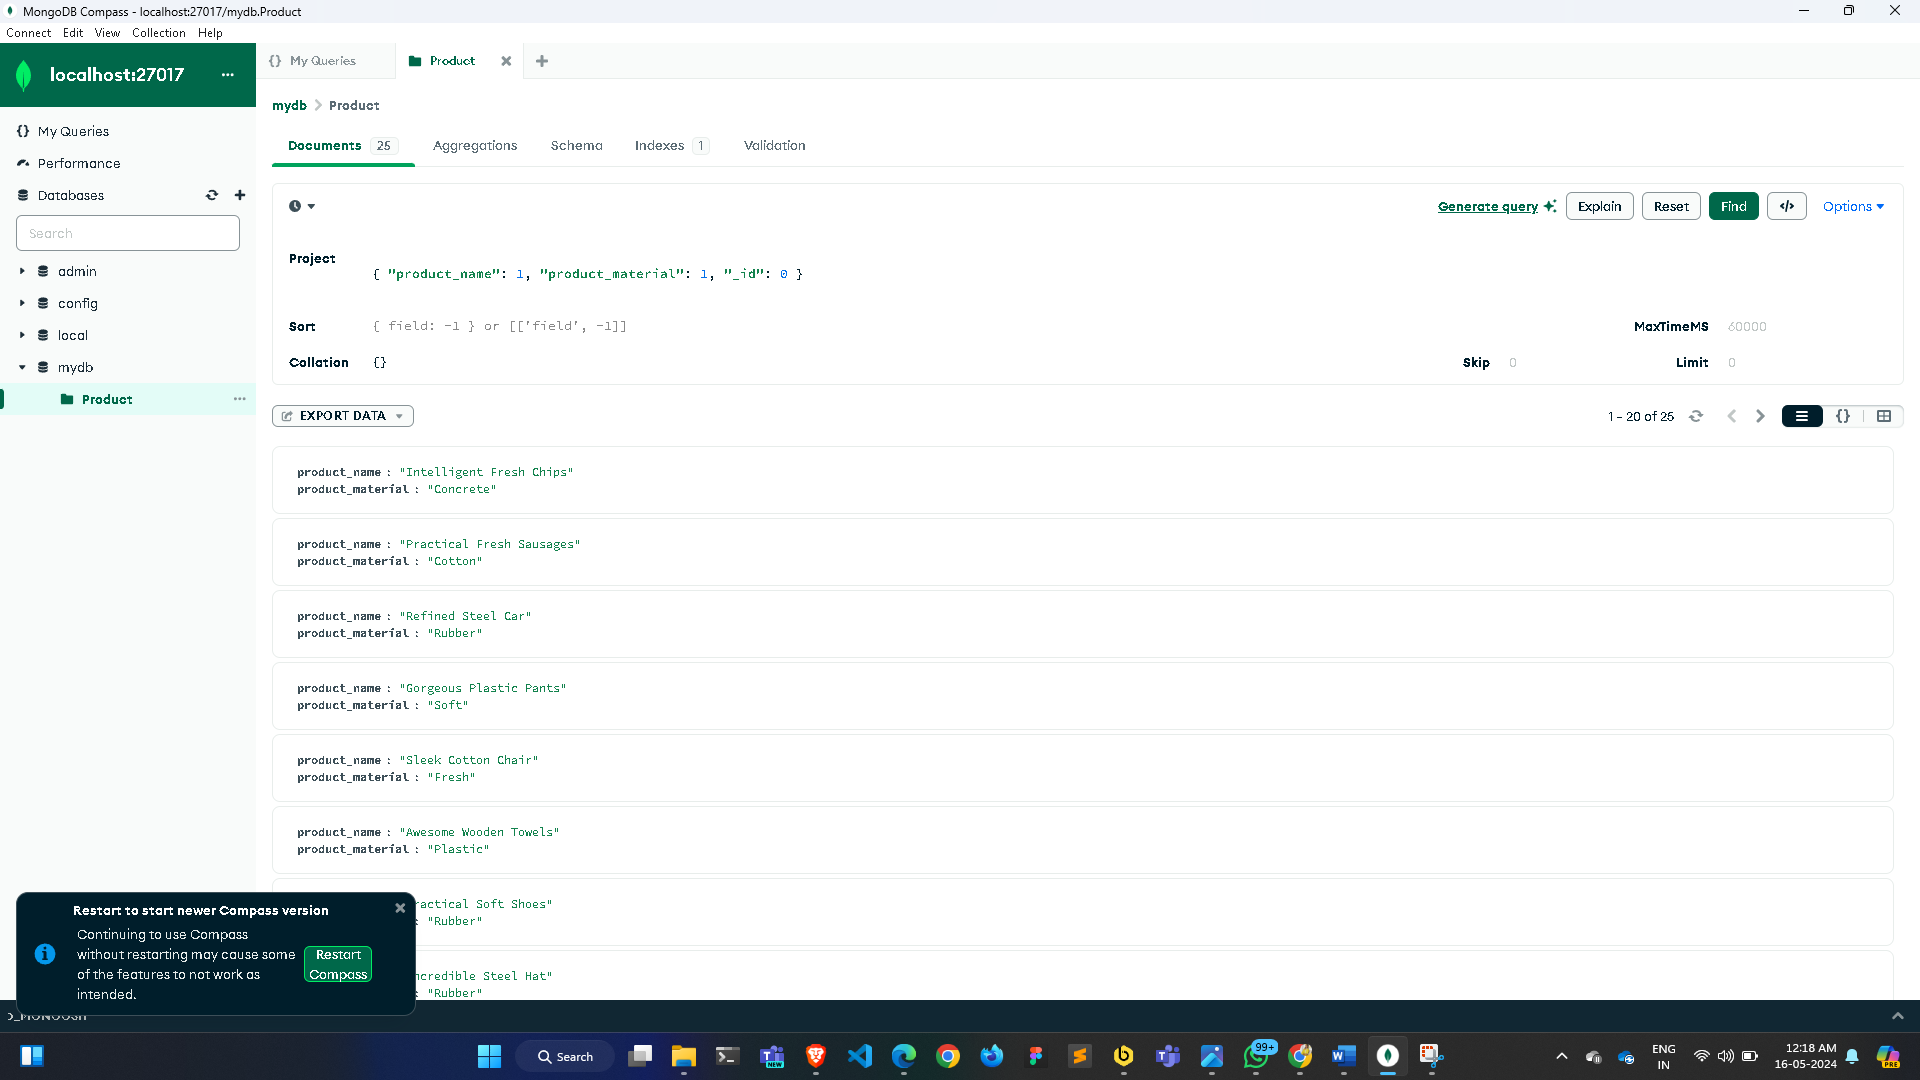 MongoDB Compass - localhost:27017/mydb.Product
Connect Edit View Collection Help
localhost:27017 ...
{} My Queries
Product
mydb > Product
My Queries
Performance
Databases
Search
admin
config
local
mydb
Product ...
Documents 25 Aggregations Schema Indexes 1 Validation
Generate query Explain Reset Find </> Options
Project
{ "product_name": 1, "product_material": 1, "_id": 0 }
Sort { field: -1 } or [['field', -1]] MaxTimeMS 60000
Collation {} Skip 0 Limit 0
EXPORT DATA 1 - 20 of 25 {}
product_name : "Intelligent Fresh Chips"
product_material : "Concrete"
product_name : "Practical Fresh Sausages"
product_material : "Cotton"
product_name : "Refined Steel Car"
product_material : "Rubber"
product_name : "Gorgeous Plastic Pants"
product_material : "Soft"
product_name : "Sleek Cotton Chair"
product_material : "Fresh"
product_name : "Awesome Wooden Towels"
product_material : "Plastic"
ractical Soft Shoes"
: "Rubber"
ncredible Steel Hat"
: "Rubber"
Restart to start newer Compass version
Continuing to use Compass
without restarting may cause some
of the features to not work as
intended.
Restart
Compass
>_MONGOSH
Search
NEW
99+
ENG
IN
12:18 AM
16-05-2024
PRE